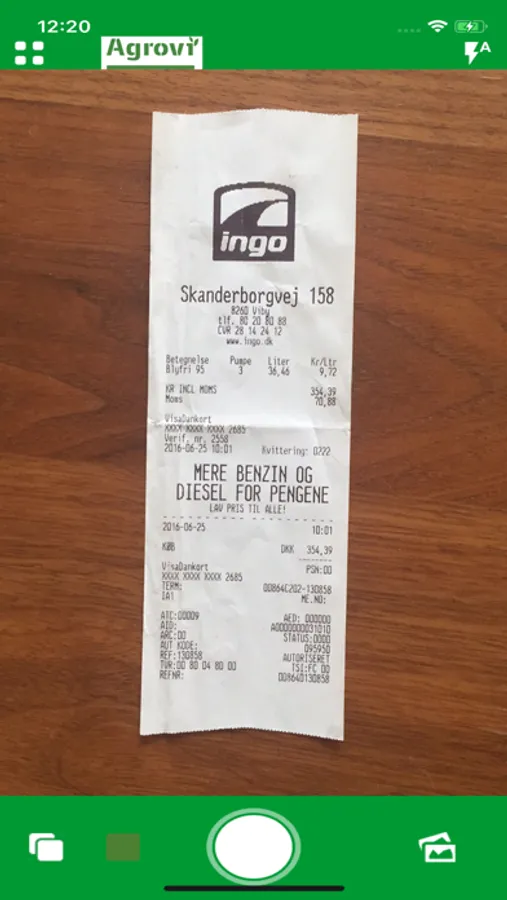 12:20
Agrovi
A
ingo
Skanderborgvej 158
8260 Viby
tlf. 80 20 80 88
CVR 28 14 24 12
www.ingo.dk
Betegnelse Pumpe Liter Kr/Ltr
Blyfri 95 3 36,46 9,72
KR INCL MOMS 354,39
Moms 70,88
VisaDankort
XXXX XXXX XXXX 2685
Verif. nr. 2558
2016-06-25 10:01 Kvittering: 0222
MERE BENZIN OG
DIESEL FOR PENGENE
LAV PRIS TIL ALLE!
2016-06-25 10:01
KØB DKK 354,39
VisaDankort PSN:00
XXXX XXXX XXXX 2685
TERM: 00864C202-130858
IA1 ME.NO:
ATC:00009 AED: 000000
AID: A0000000031010
ARC:00 STATUS:0000
AUT KODE: 095950
REF:130858 AUTORISERET
TVR:00 80 04 80 00 TSI:FC 00
REFNR: 008640130858